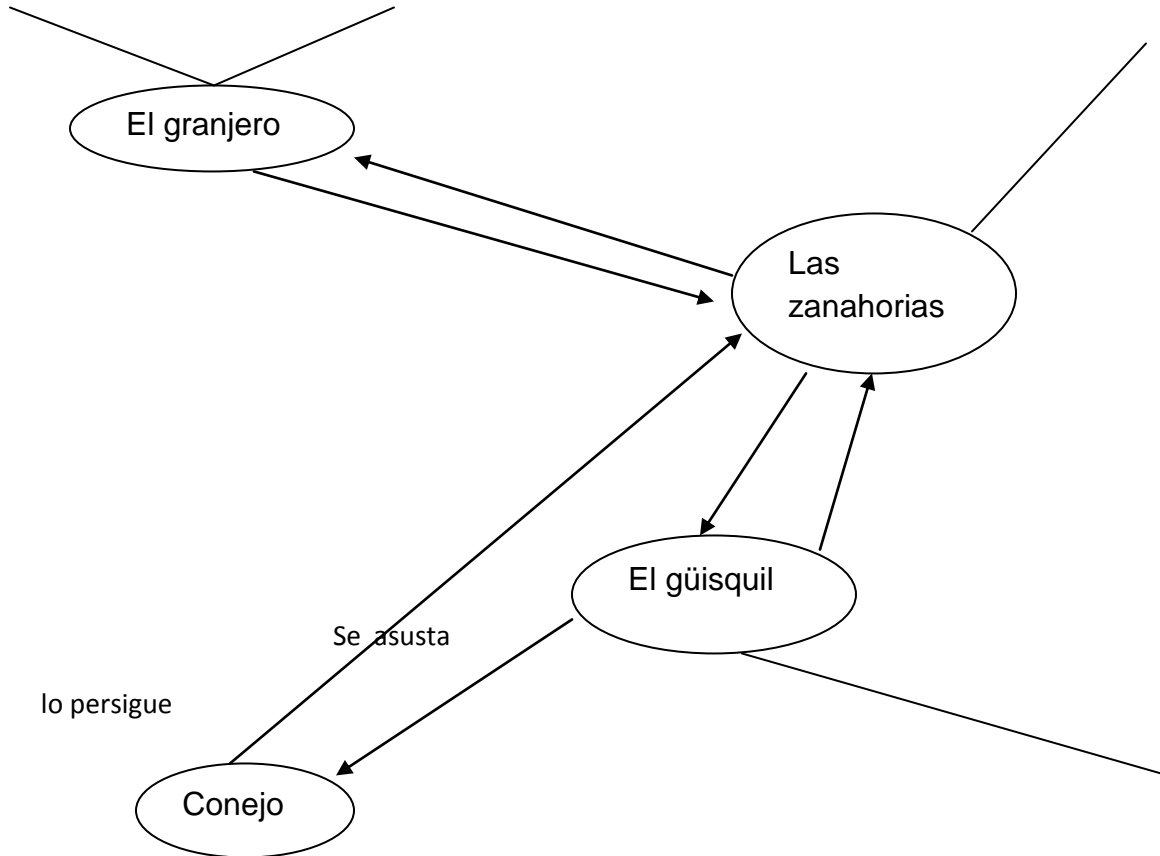 El granjero
Las
zanahorias
El güisquil
Se asusta
lo persigue
Conejo